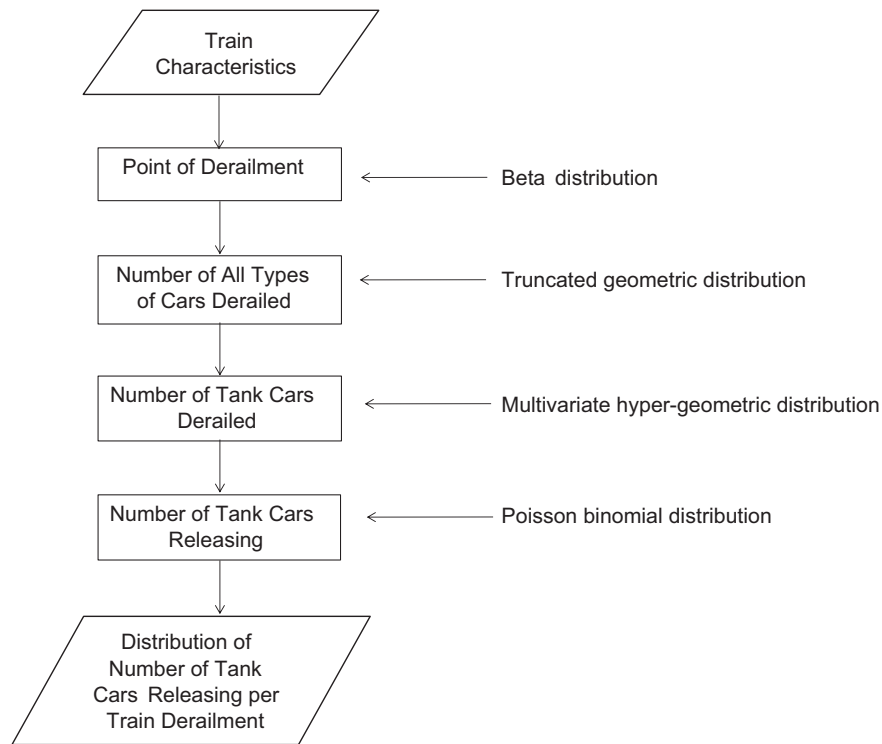 Train
Characteristics
Point of Derailment
Beta distribution
Number of All Types
of Cars Derailed
Truncated geometric distribution
Number of Tank Cars
Derailed
Multivariate hyper-geometric distribution
Number of Tank Cars
Releasing
Poisson binomial distribution
Distribution of
Number of Tank
Cars Releasing per
Train Derailment